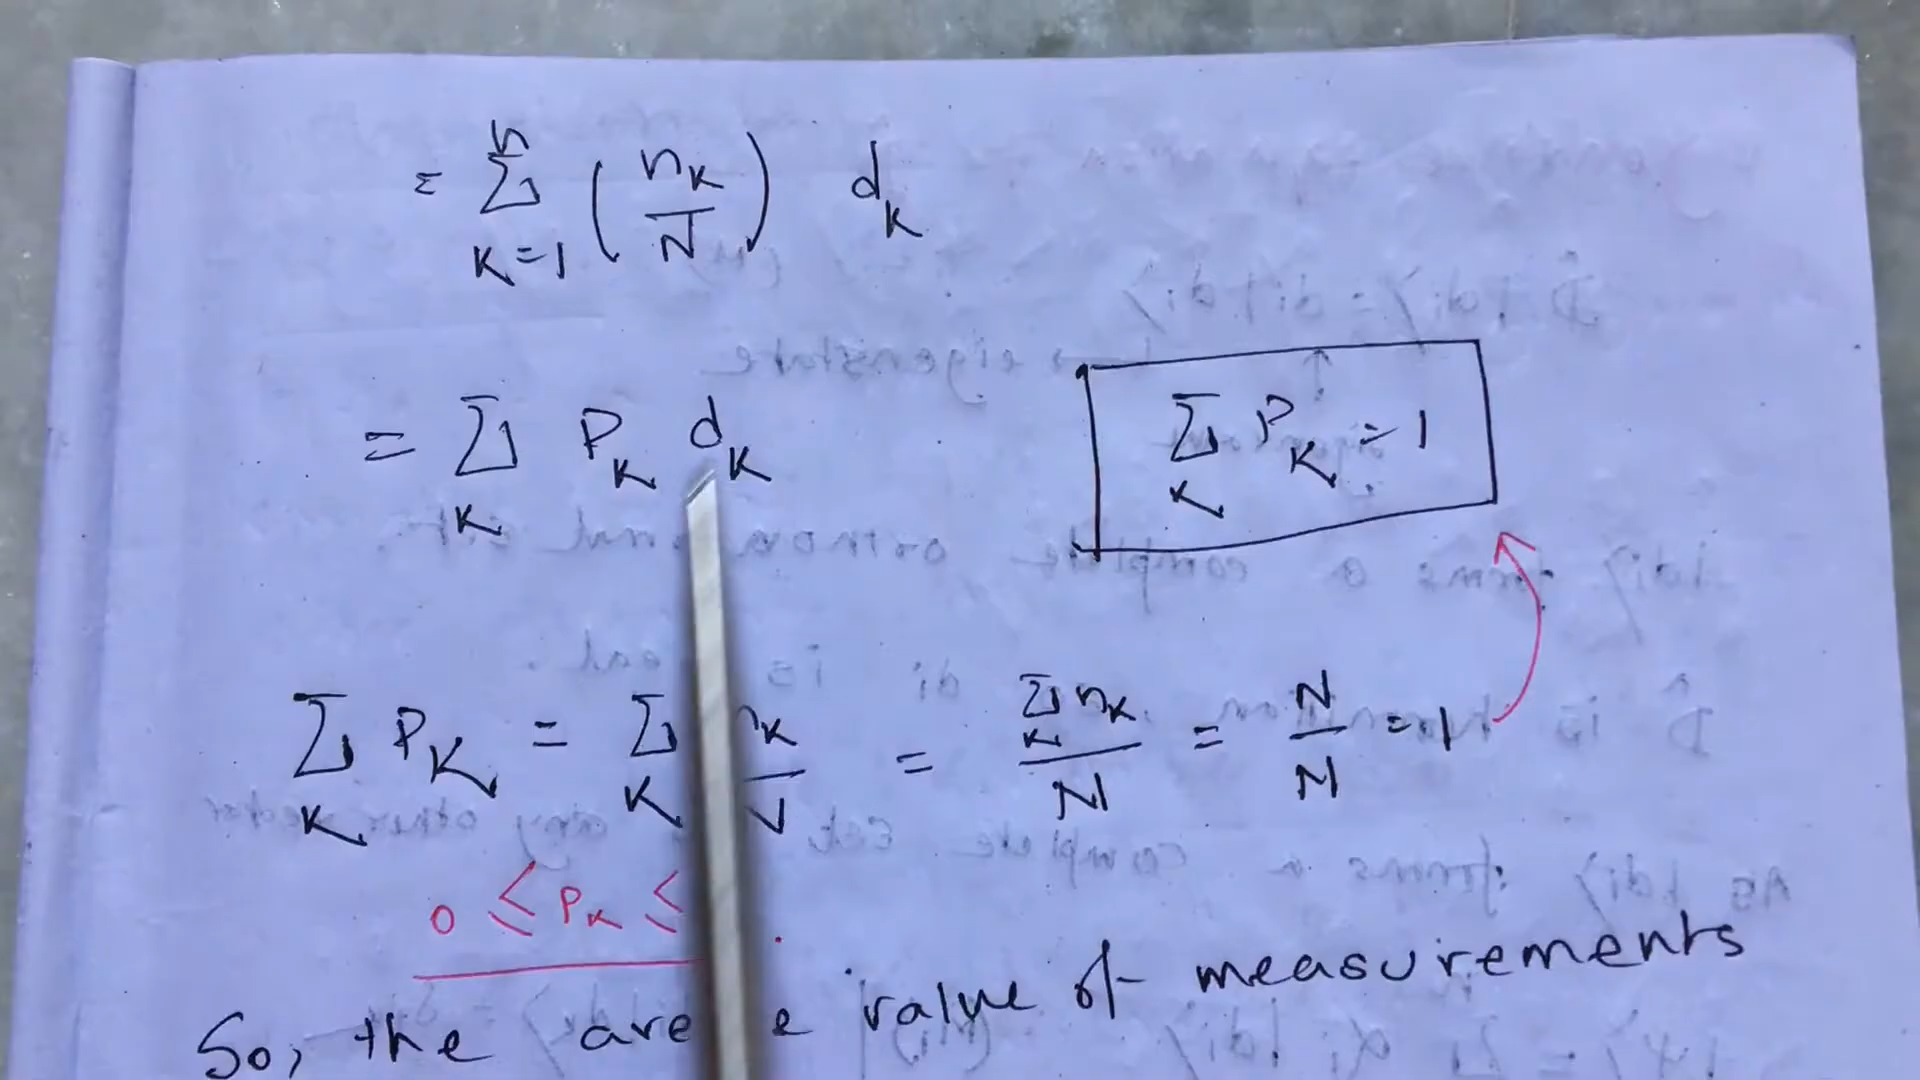 = Σ_{K=1}^{n} (n_K / N) d_K
= Σ_K P_K d_K
Σ_K P_K = 1
Σ_K P_K = Σ_K n_K / N = Σ_K n_K / N = N / N = 1
0 ≤ P_K ≤
So, the value of measurements